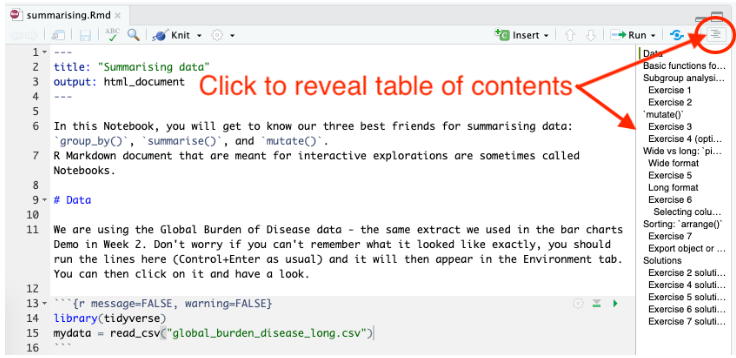 summarising.Rmd ×
ABC Knit Insert Run
1 ---
2 title: "Summarising data"
3 output: html_document
4 ---
5
6 In this Notebook, you will get to know our three best friends for summarising data:
`group_by()`, `summarise()`, and `mutate()`.
7 R Markdown document that are meant for interactive explorations are sometimes called
Notebooks.
8
9 # Data
10
11 We are using the Global Burden of Disease data - the same extract we used in the bar charts
Demo in Week 2. Don't worry if you can't remember what it looked like exactly, you should
run the lines here (Control+Enter as usual) and it will then appear in the Environment tab.
You can then click on it and have a look.
12
13 ```{r message=FALSE, warning=FALSE}
14 library(tidyverse)
15 mydata = read_csv("global_burden_disease_long.csv")
16 ```
Click to reveal table of contents
Data
Basic functions fo...
Subgroup analysi...
Exercise 1
Exercise 2
`mutate()`
Exercise 3
Exercise 4 (opti...
Wide vs long: `pi...
Wide format
Exercise 5
Long format
Exercise 6
Selecting colu...
Sorting: `arrange()`
Exercise 7
Export object or ...
Solutions
Exercise 2 soluti...
Exercise 4 soluti...
Exercise 5 soluti...
Exercise 6 soluti...
Exercise 7 soluti...